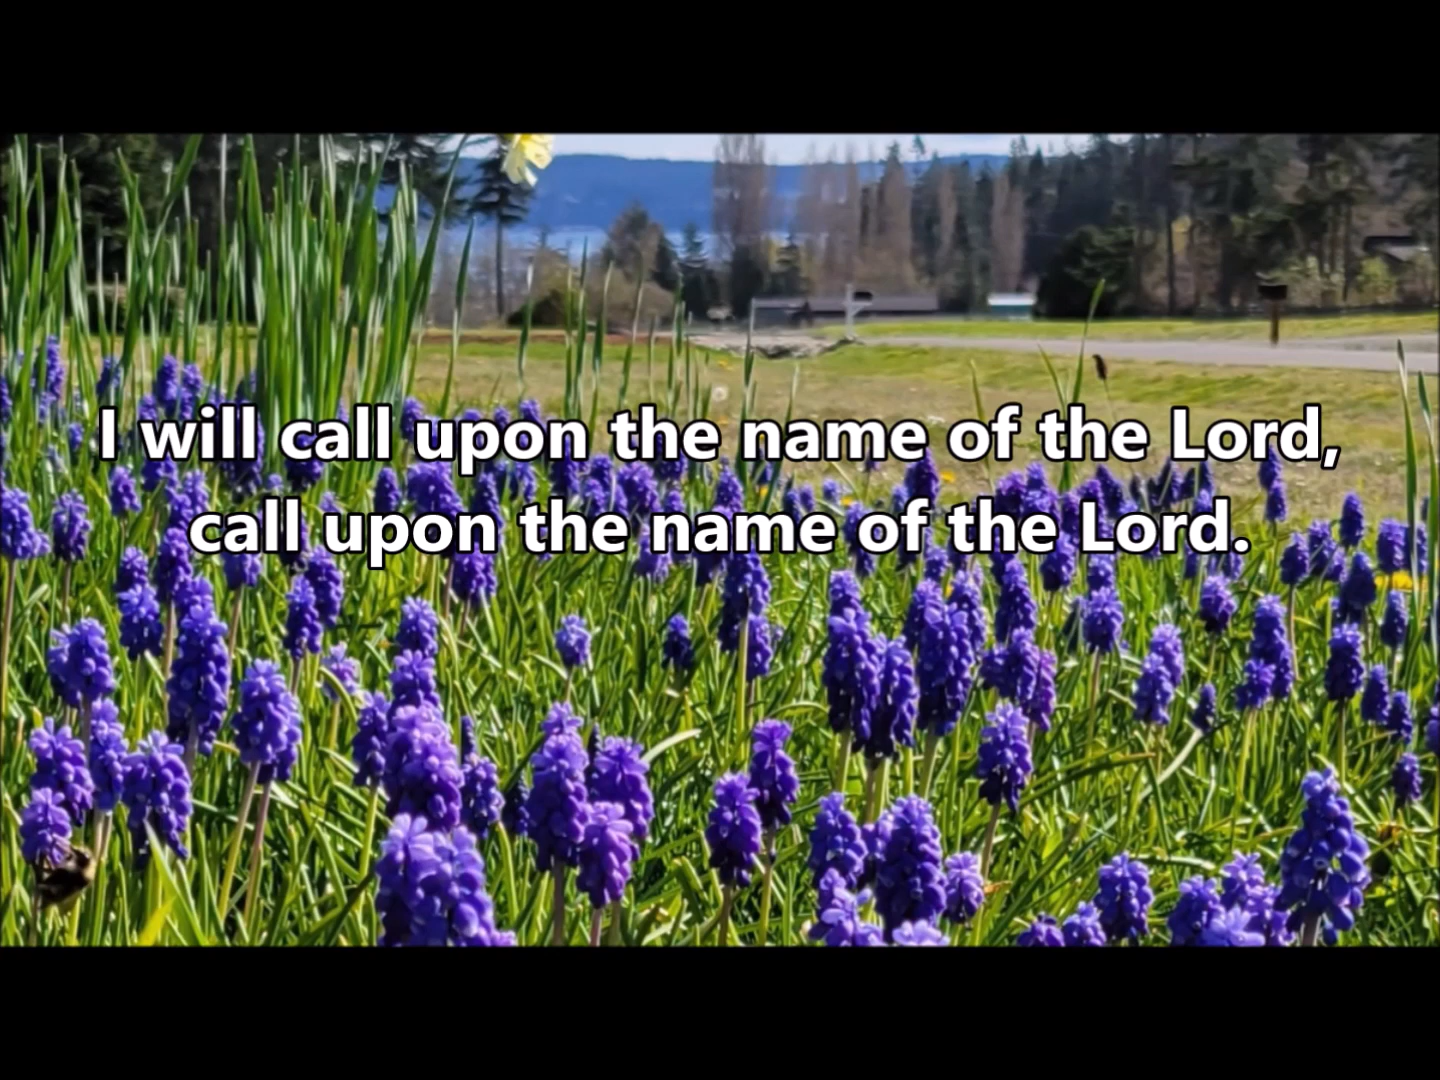 I will call upon the name of the Lord,
call upon the name of the Lord.